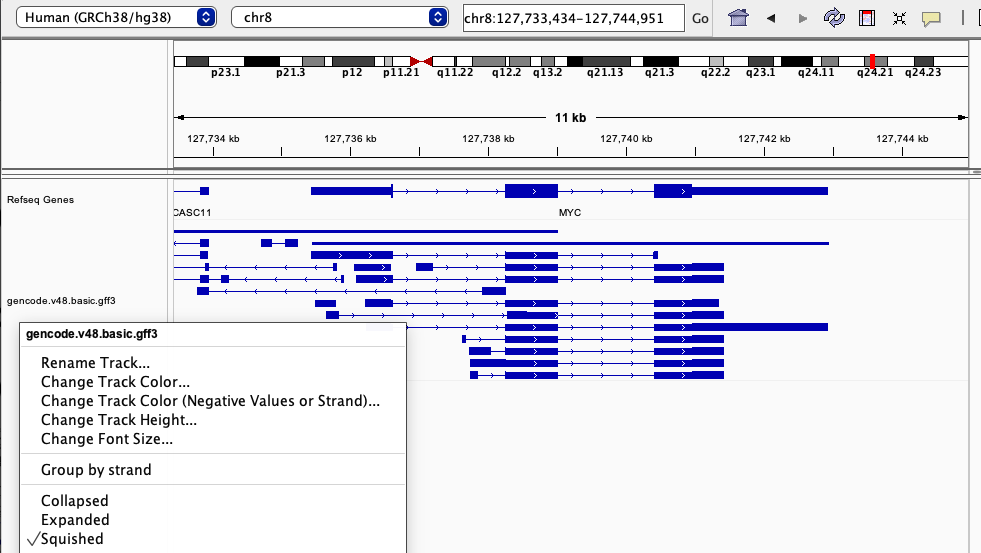 Human (GRCh38/hg38) chr8 chr8:127,733,434-127,744,951 Go
p23.1 p21.3 p12 p11.21 q11.22 q12.2 q13.2 q21.13 q21.3 q22.2 q23.1 q24.11 q24.21 q24.23
11 kb
127,734 kb 127,736 kb 127,738 kb 127,740 kb 127,742 kb 127,744 kb
Refseq Genes
CASC11 MYC
gencode.v48.basic.gff3
gencode.v48.basic.gff3
Rename Track...
Change Track Color...
Change Track Color (Negative Values or Strand)...
Change Track Height...
Change Font Size...
Group by strand
Collapsed
Expanded
Squished